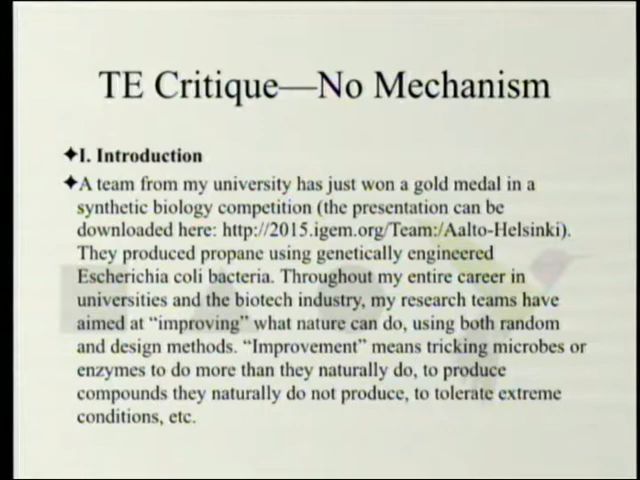 TE Critique—No Mechanism
✦I. Introduction
✦A team from my university has just won a gold medal in a
synthetic biology competition (the presentation can be
downloaded here: http://2015.igem.org/Team:/Aalto-Helsinki).
They produced propane using genetically engineered
Escherichia coli bacteria. Throughout my entire career in
universities and the biotech industry, my research teams have
aimed at “improving” what nature can do, using both random
and design methods. “Improvement” means tricking microbes or
enzymes to do more than they naturally do, to produce
compounds they naturally do not produce, to tolerate extreme
conditions, etc.